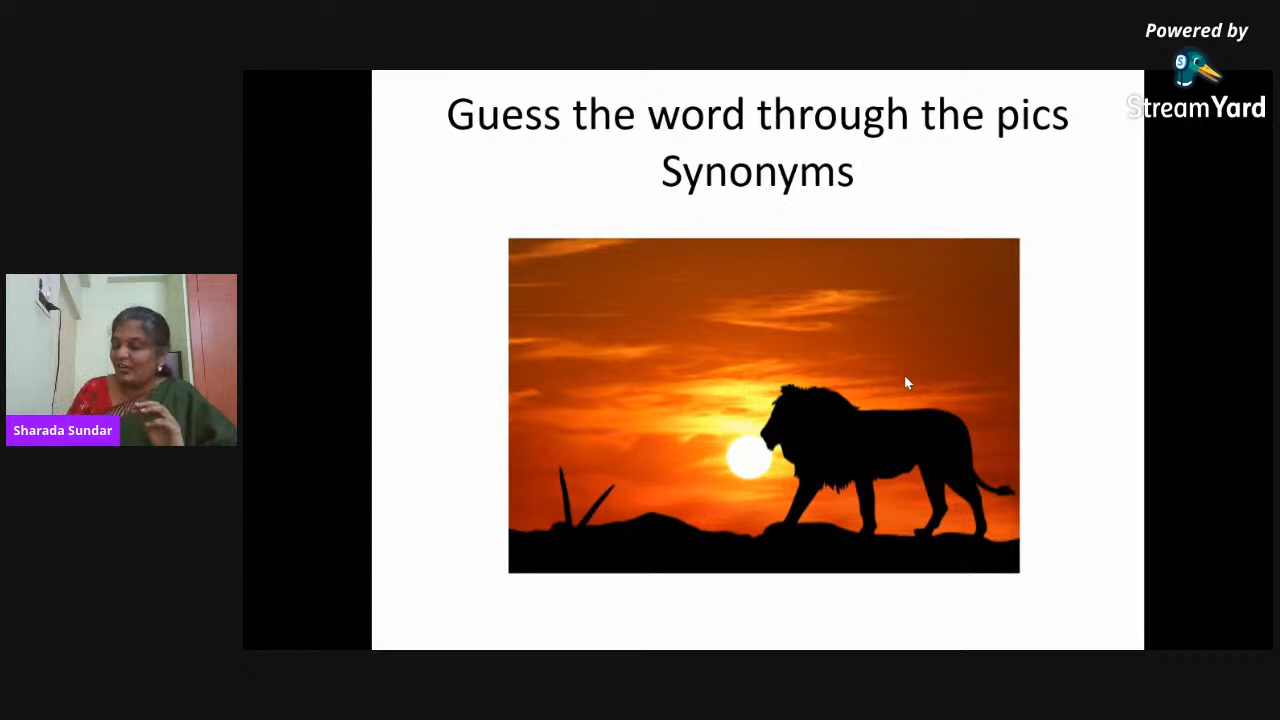 Powered by
StreamYard
Guess the word through the pics
Synonyms
Sharada Sundar